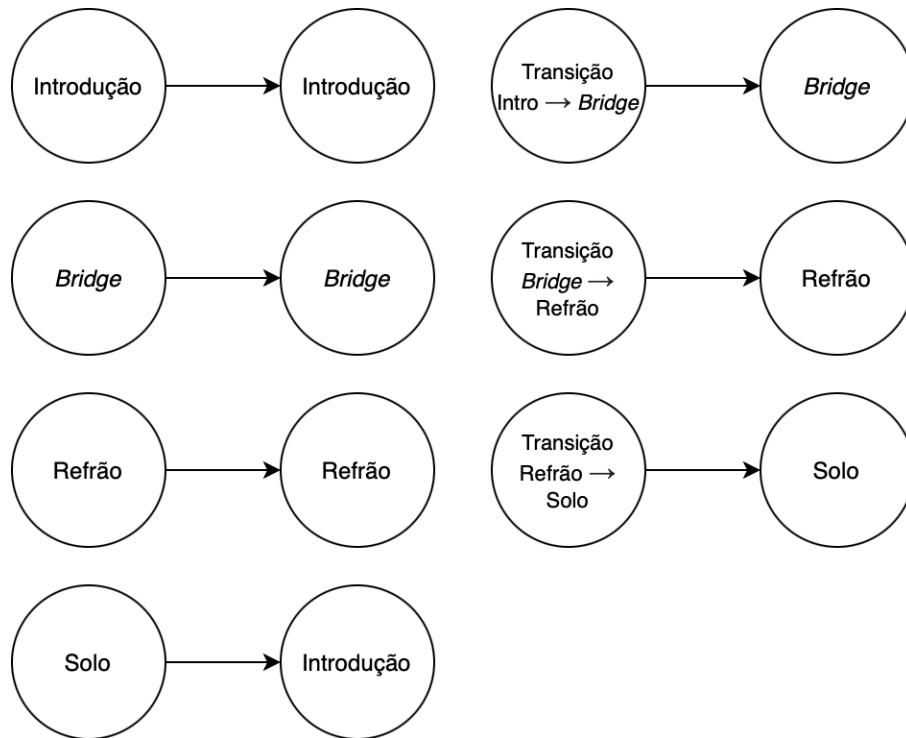 Introdução
Introdução
Transição
Intro → Bridge
Bridge
Bridge
Bridge
Transição
Bridge →
Refrão
Refrão
Refrão
Refrão
Transição
Refrão →
Solo
Solo
Solo
Introdução